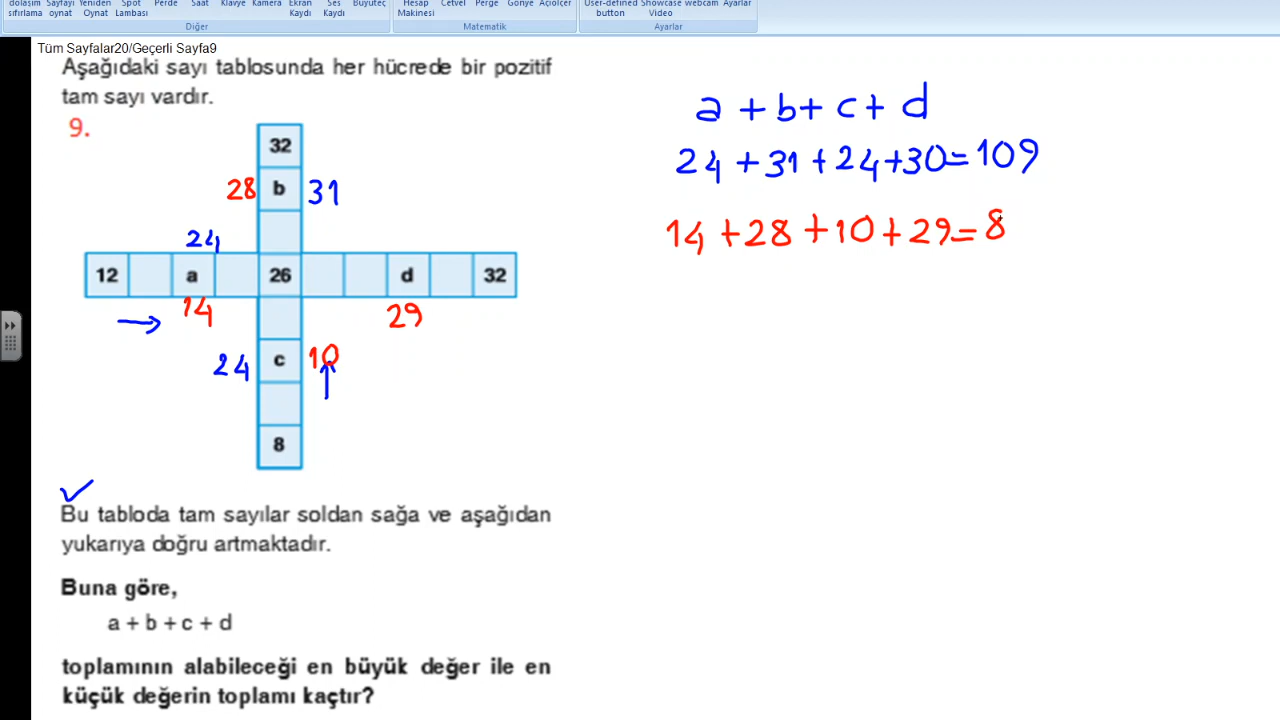 dolaşım Sayfayı Yeniden Spot Perde Saat Klavye Kamera Ekran Ses Büyüteç Hesap Cetvel Perge Gönye Açıölçer User-defined Showcase webcam Ayarlar
sıfırlama oynat Oynat Lambası Kaydı Kaydı Makinesi button Video
Diğer Matematik Ayarlar
Tüm Sayfalar20/Geçerli Sayfa9
Aşağıdaki sayı tablosunda her hücrede bir pozitif
tam sayı vardır.
9.
32
28 b 31
24
12 a 26 d 32
14 29
24 c 10
8
a + b + c + d
24 + 31 + 24 + 30 = 109
14 + 28 + 10 + 29 = 8
Bu tabloda tam sayılar soldan sağa ve aşağıdan
yukarıya doğru artmaktadır.
Buna göre,
a + b + c + d
toplamının alabileceği en büyük değer ile en
küçük değerin toplamı kaçtır?